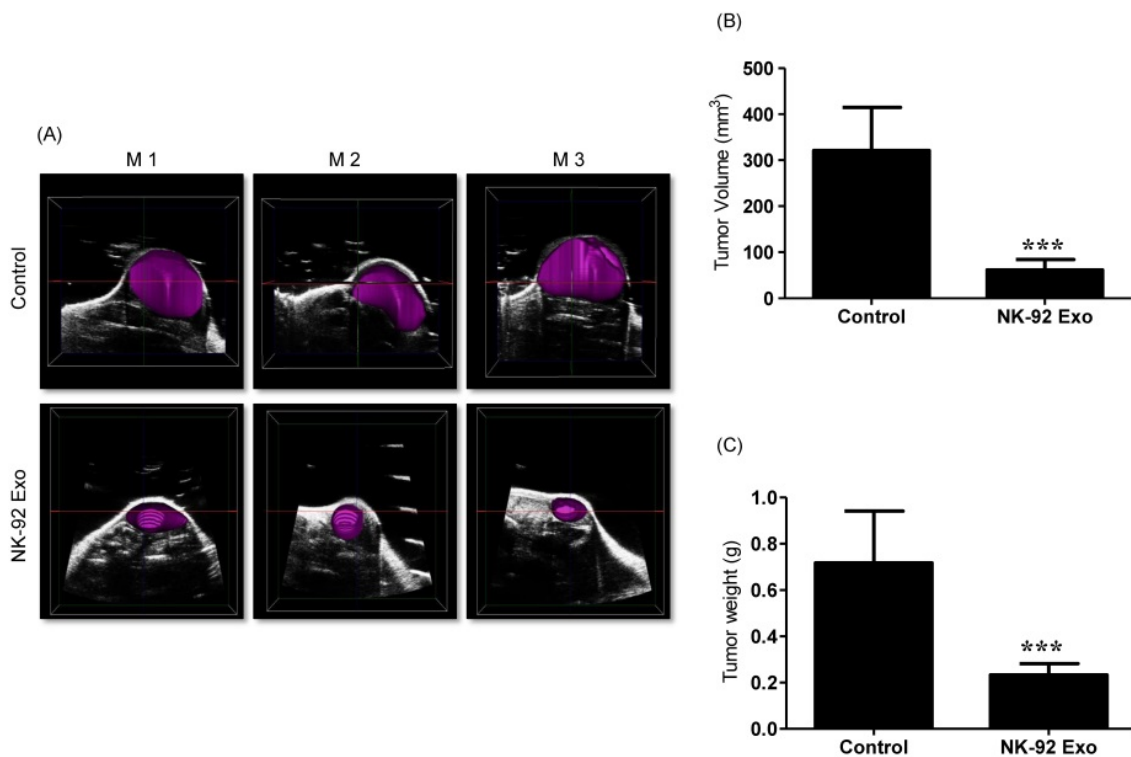 (A)
M 1 M 2 M 3
Control
NK-92 Exo
(B)
Tumor Volume (mm³)
500
400
300
200
100
0
***
Control NK-92 Exo
(C)
Tumor weight (g)
1.0
0.8
0.6
0.4
0.2
0.0
***
Control NK-92 Exo